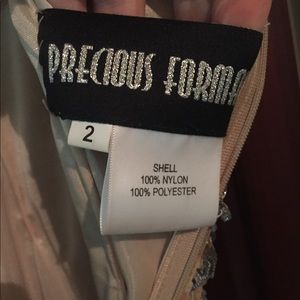 PRECIOUS FORMA
2
SHELL
100% NYLON
100% POLYESTER